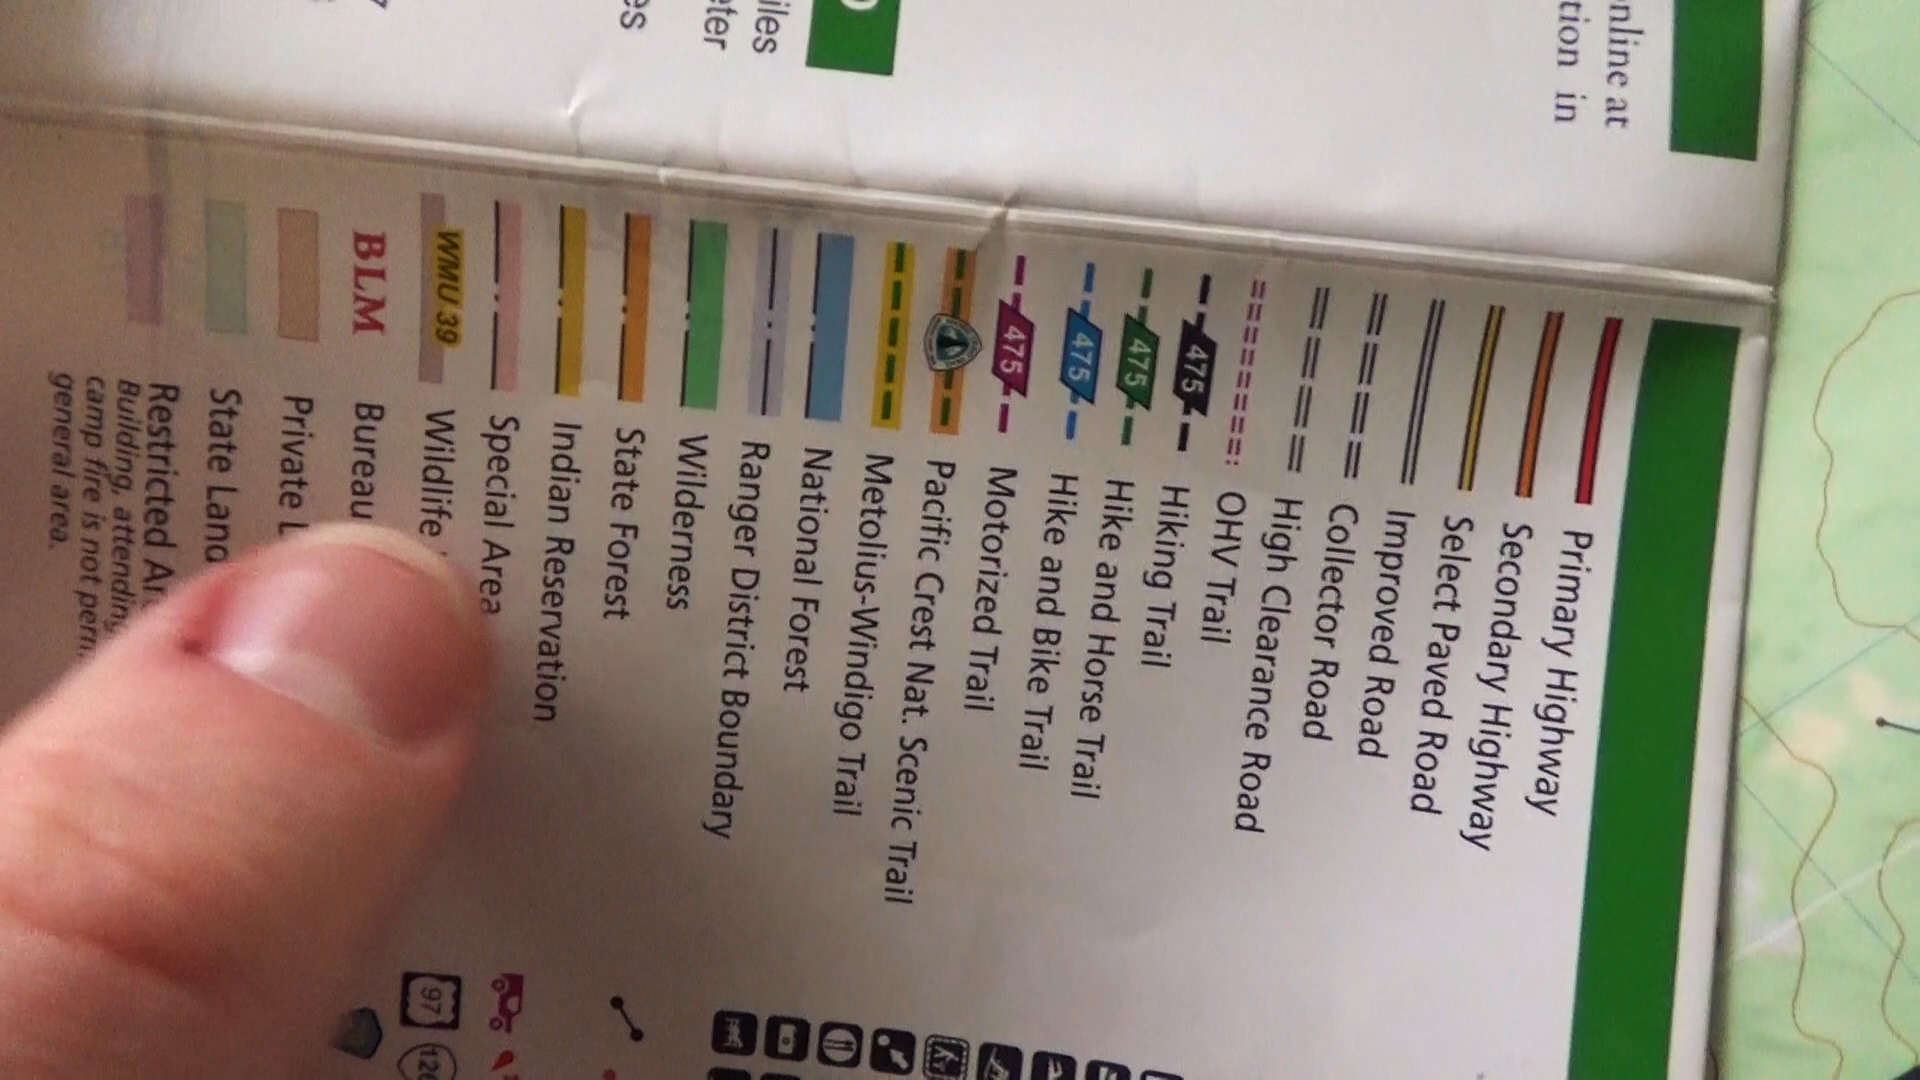 nline at
tion in
iles
Primary Highway
Secondary Highway
Select Paved Road
Improved Road
Collector Road
High Clearance Road
OHV Trail
475 Hiking Trail
475 Hike and Horse Trail
475 Hike and Bike Trail
475 Motorized Trail
Pacific Crest Nat. Scenic Trail
Metolius-Windigo Trail
National Forest
Ranger District Boundary
Wilderness
State Forest
Indian Reservation
Special Area
WMU 39 Wildlife
BLM Bureau
Private L
State Land
Restricted Ar
Building, attending
camp fire is not perm
general area.
97